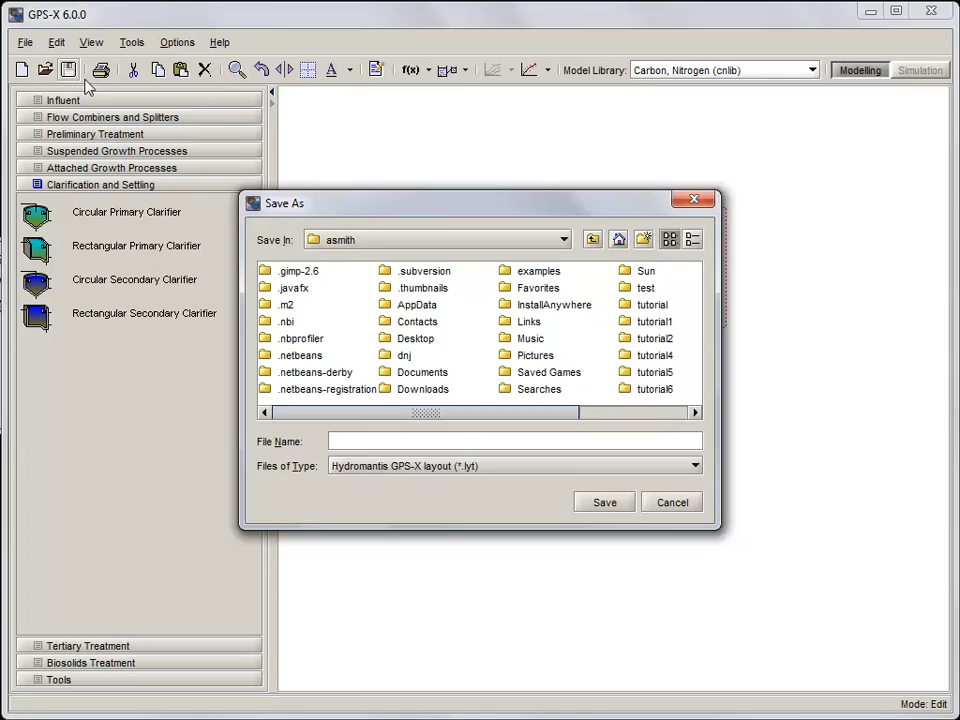 GPS-X 6.0.0
File Edit View Tools Options Help
f(x) Model Library: Carbon, Nitrogen (cnlib) Modelling Simulation
Influent
Flow Combiners and Splitters
Preliminary Treatment
Suspended Growth Processes
Attached Growth Processes
Clarification and Settling
Circular Primary Clarifier
Rectangular Primary Clarifier
Circular Secondary Clarifier
Rectangular Secondary Clarifier
Tertiary Treatment
Biosolids Treatment
Tools
Save As
Save In: asmith
.gimp-2.6 .subversion examples Sun
.javafx .thumbnails Favorites test
.m2 AppData InstallAnywhere tutorial
.nbi Contacts Links tutorial1
.nbprofiler Desktop Music tutorial2
.netbeans dnj Pictures tutorial4
.netbeans-derby Documents Saved Games tutorial5
.netbeans-registration Downloads Searches tutorial6
File Name:
Files of Type: Hydromantis GPS-X layout (*.lyt)
Save Cancel
Mode: Edit